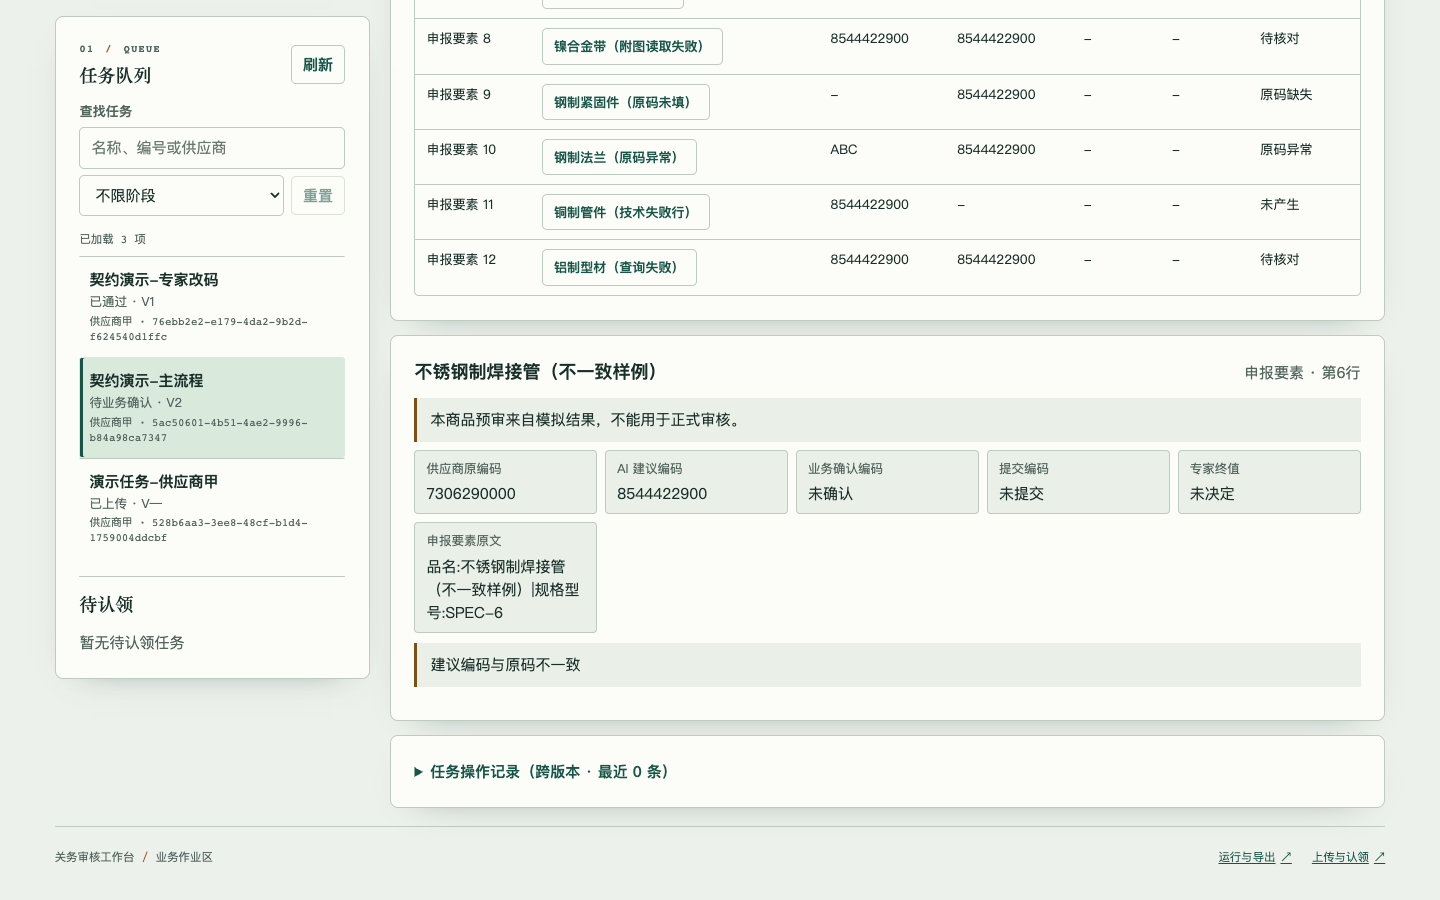 01 / QUEUE
任务队列
刷新
查找任务
名称、编号或供应商
不限阶段
重置
已加载 3 项
契约演示–专家改码
已通过 · V1
供应商甲 · 76ebb2e2-e179-4da2-9b2d-
f624540d1ffc
契约演示–主流程
待业务确认 · V2
供应商甲 · 5ac50601-4b51-4ae2-9996-
b84a98ca7347
演示任务–供应商甲
已上传 · V—
供应商甲 · 528b6aa3-3ee8-48cf-b1d4-
1759004ddcbf
待认领
暂无待认领任务
申报要素 8 镍合金带（附图读取失败） 8544422900 8544422900 – – 待核对
申报要素 9 钢制紧固件（原码未填） – 8544422900 – – 原码缺失
申报要素 10 钢制法兰（原码异常） ABC 8544422900 – – 原码异常
申报要素 11 铜制管件（技术失败行） 8544422900 – – – 未产生
申报要素 12 铝制型材（查询失败） 8544422900 8544422900 – – 待核对
不锈钢制焊接管（不一致样例）
申报要素 · 第6行
本商品预审来自模拟结果，不能用于正式审核。
供应商原编码
7306290000
AI 建议编码
8544422900
业务确认编码
未确认
提交编码
未提交
专家终值
未决定
申报要素原文
品名:不锈钢制焊接管
（不一致样例）|规格型
号:SPEC–6
建议编码与原码不一致
▶ 任务操作记录（跨版本 · 最近 0 条）
关务审核工作台 / 业务作业区
运行与导出 ↗
上传与认领 ↗